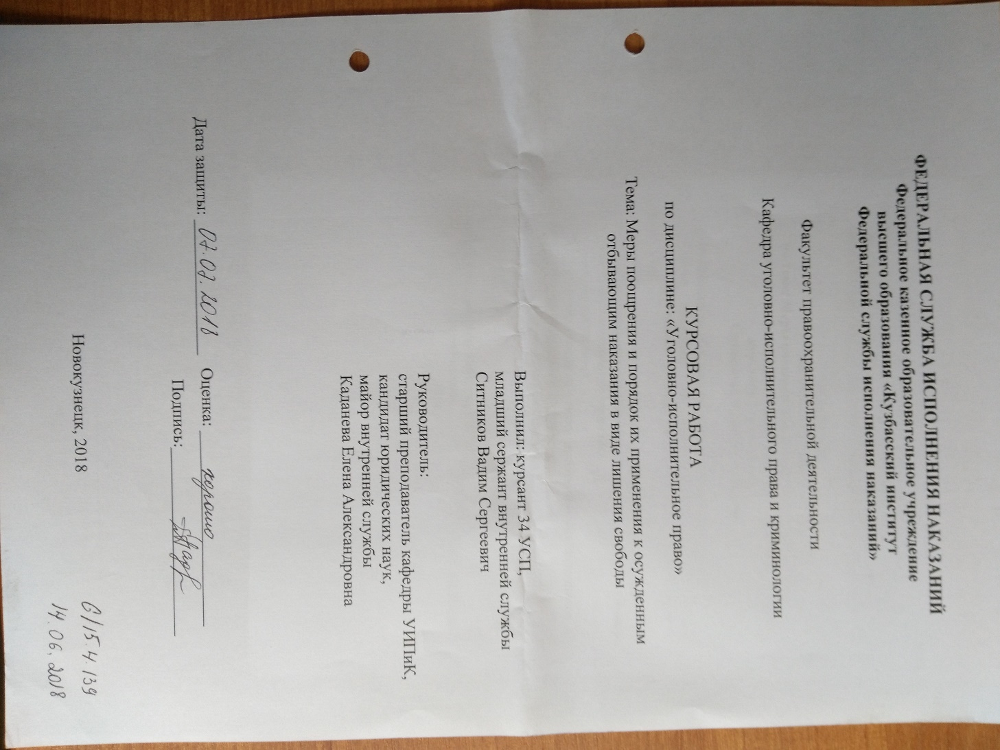 ФЕДЕРАЛЬНАЯ СЛУЖБА ИСПОЛНЕНИЯ НАКАЗАНИЙ
Федеральное казенное образовательное учреждение
высшего образования «Кузбасский институт
Федеральной службы исполнения наказаний»
Факультет правоохранительной деятельности
Кафедра уголовно-исполнительного права и криминологии
КУРСОВАЯ РАБОТА
по дисциплине: «Уголовно-исполнительное право»
Тема: Меры поощрения и порядок их применения к осужденным
отбывающим наказания в виде лишения свободы
Выполнил: курсант 34 УСП,
младший сержант внутренней службы
Ситников Вадим Сергеевич
Руководитель:
старший преподаватель кафедры УИПиК,
кандидат юридических наук,
майор внутренней службы
Каданева Елена Александровна
Дата защиты: 07.07.2018 Оценка: хорошо
Подпись:
6/15.4.139
14.06.2018
Новокузнецк, 2018